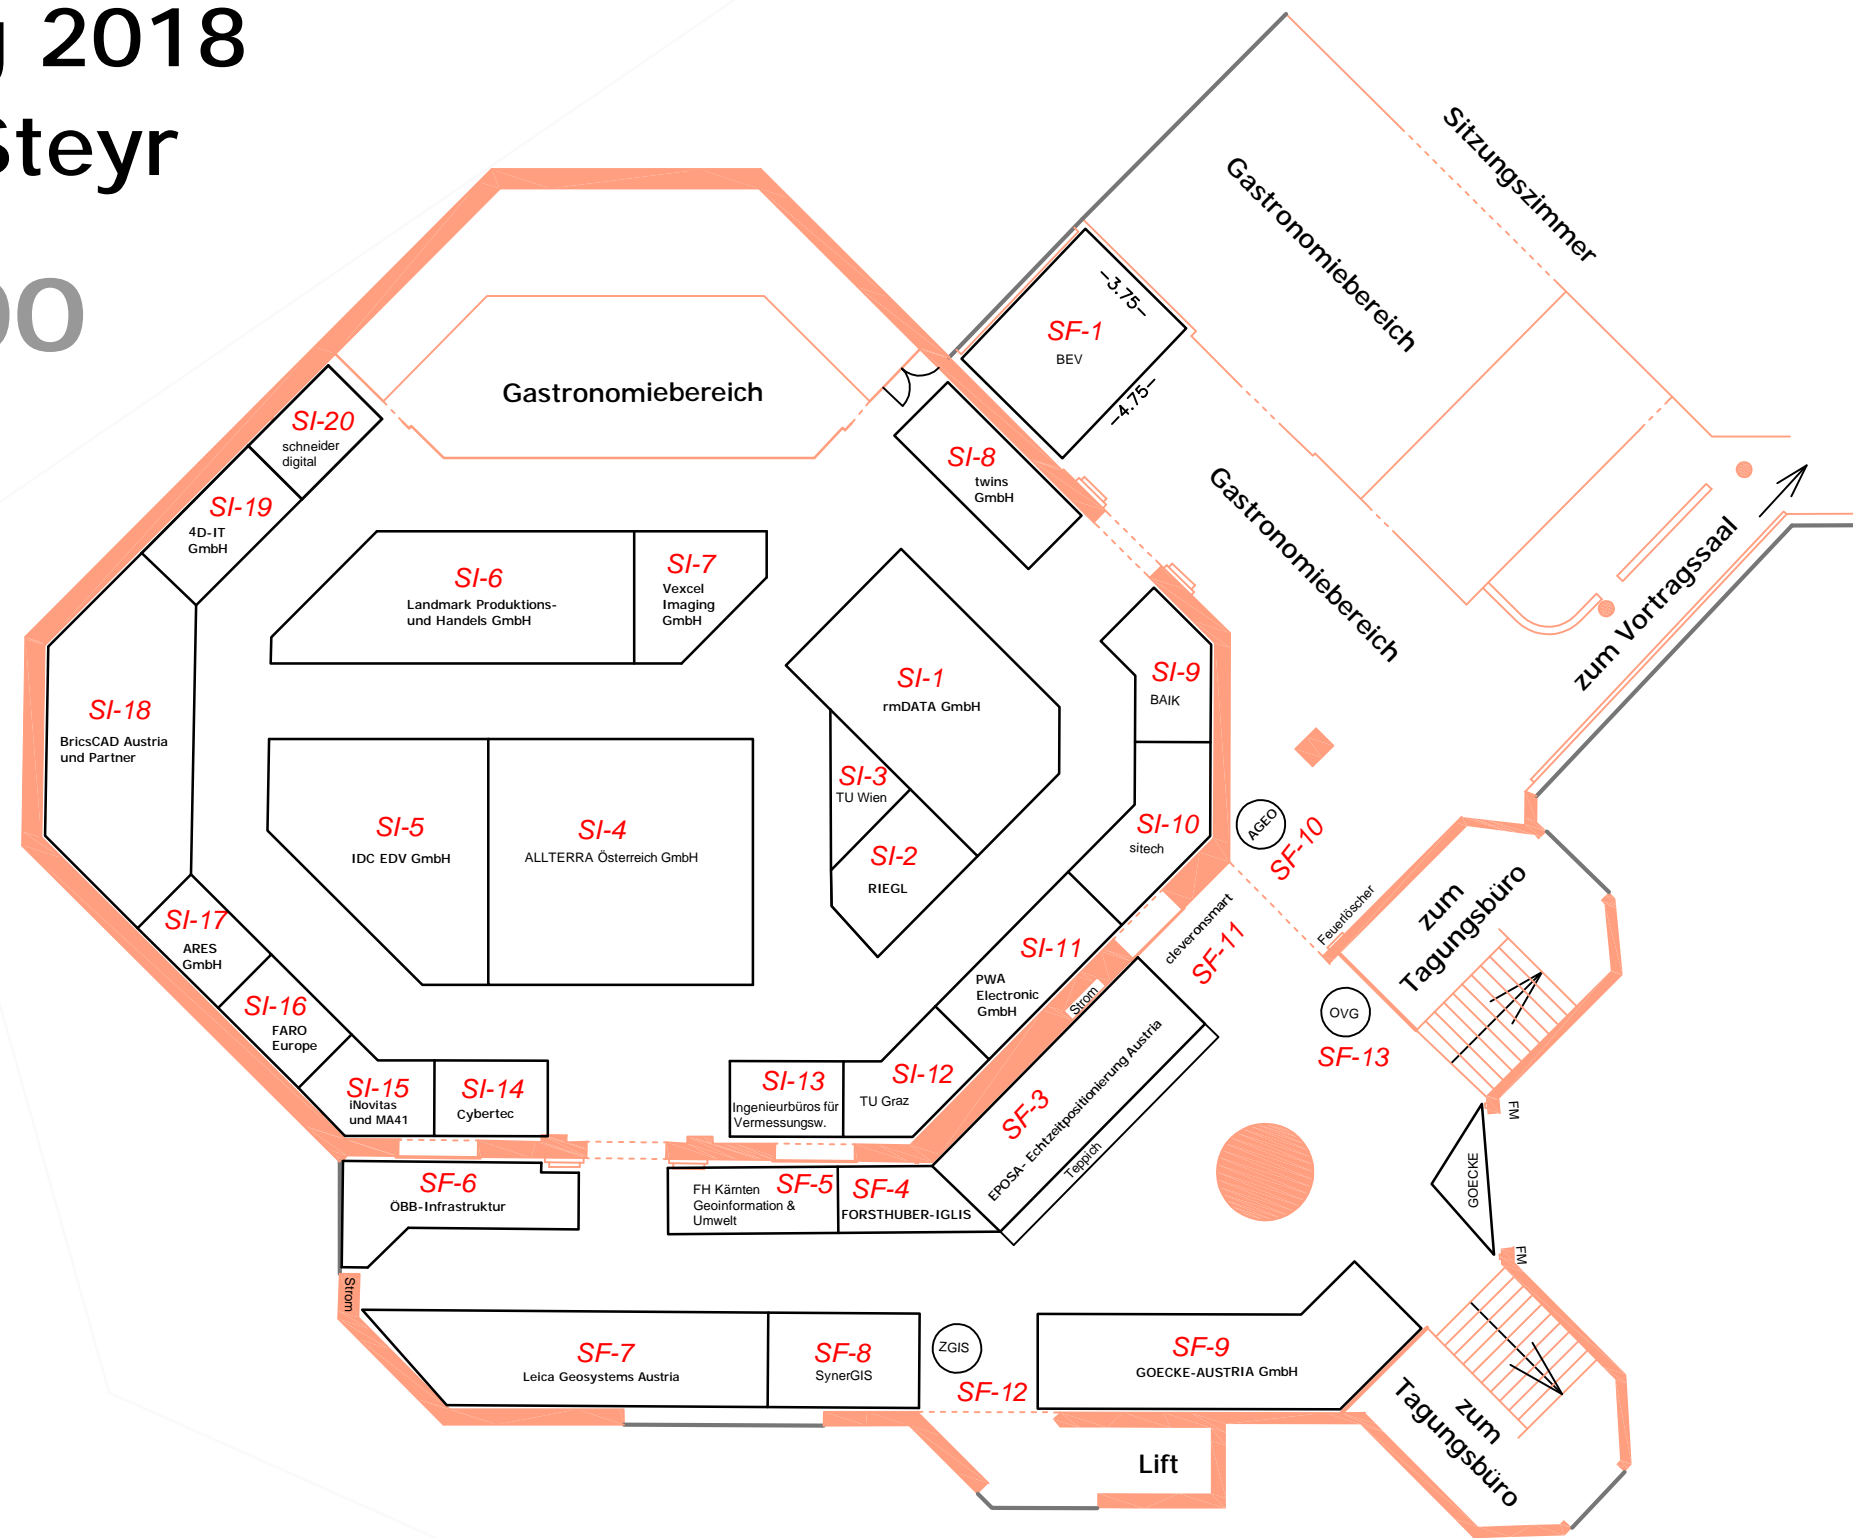 g 2018
Steyr
00
Sitzungszimmer
Gastronomiebereich
-3.75-
SF-1
BEV
-4.75-
Gastronomiebereich
SI-20
schneider
digital
SI-8
twins
GmbH
SI-19
4D-IT
GmbH
Gastronomiebereich
zum Vortragssaal
SI-6
Landmark Produktions-
und Handels GmbH
SI-7
Vexcel
Imaging
GmbH
SI-1
rmDATA GmbH
SI-9
BAIK
SI-18
BricsCAD Austria
und Partner
SI-3
TU Wien
SI-5
IDC EDV GmbH
SI-4
ALLTERRA Österreich GmbH
SI-2
RIEGL
SI-10
sitech
AGEO
SF-10
zum
Tagungsbüro
Feuerlöscher
cleveronsmart
SF-11
SI-17
ARES
GmbH
SI-11
PWA
Electronic
GmbH
Strom
SI-16
FARO
Europe
OVG
SF-13
SI-15
iNovitas
und MA41
SI-14
Cybertec
SI-13
Ingenieurbüros für
Vermessungsw.
SI-12
TU Graz
SF-3
EPOSA- Echtzeitpositionierung Austria
Teppich
FM
GOECKE
FM
SF-6
ÖBB-Infrastruktur
FH Kärnten
Geoinformation &
Umwelt
SF-5
SF-4
FORSTHUBER-IGLIS
Strom
SF-7
Leica Geosystems Austria
SF-8
SynerGIS
ZGIS
SF-12
SF-9
GOECKE-AUSTRIA GmbH
zum
Tagungsbüro
Lift